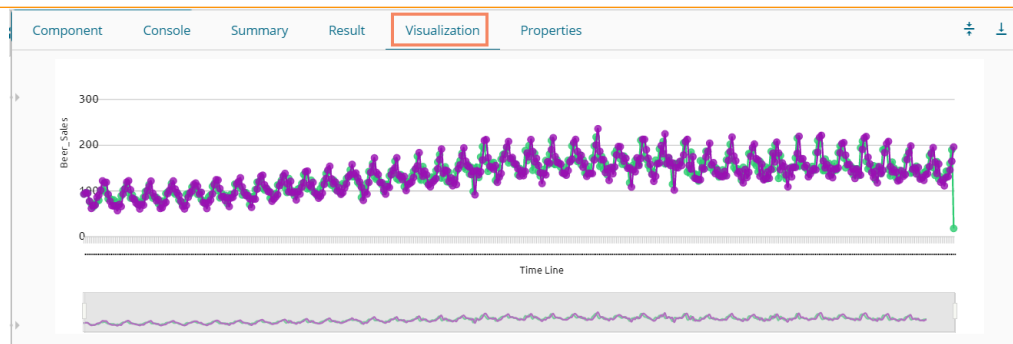 Component Console Summary Result Visualization Properties
300
200
100
0
Beer_Sales
Time Line